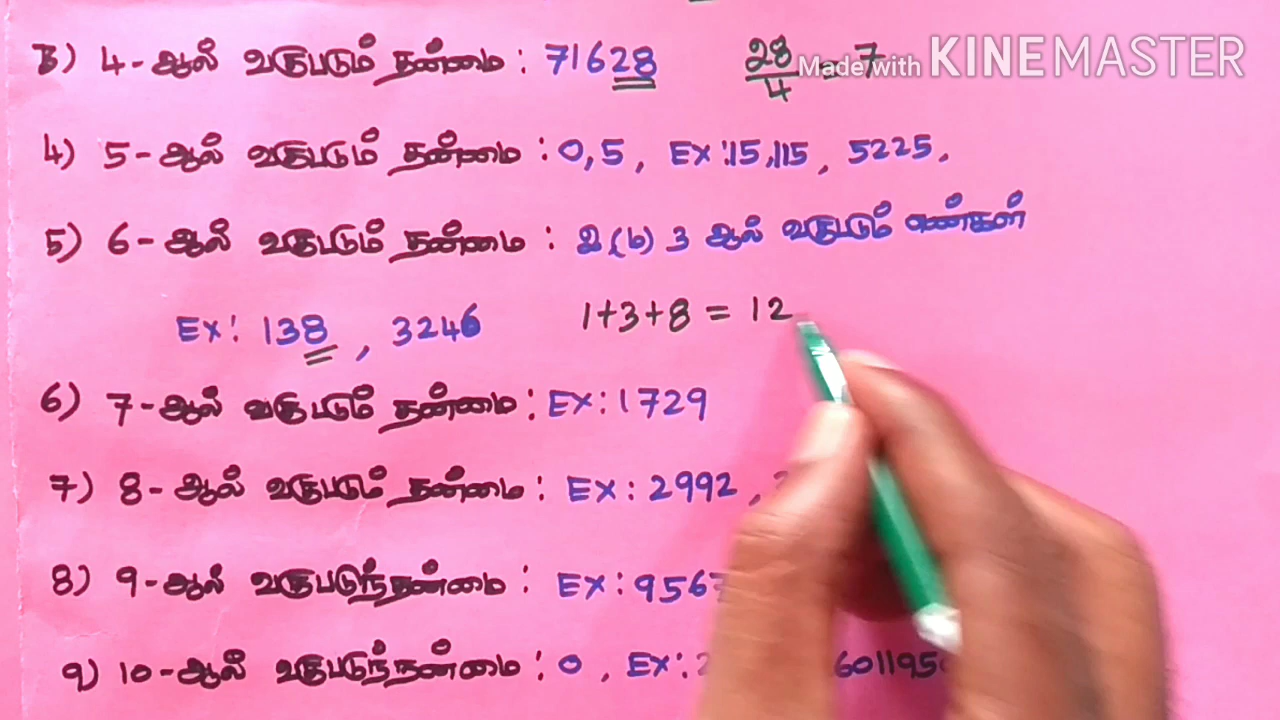 3) 4-ஆல் வகுபடும் தன்மை : 71628 28/4 = 7
Made with KINEMASTER
4) 5-ஆல் வகுபடும் தன்மை : 0, 5, EX: 15, 115, 5225.
5) 6-ஆல் வகுபடும் தன்மை : 2 (ம) 3 ஆல் வகுபடும் எண்கள்
EX: 138, 3246 1+3+8 = 12
6) 7-ஆல் வகுபடும் தன்மை : EX: 1729
7) 8-ஆல் வகுபடும் தன்மை : EX: 2992,
8) 9-ஆல் வகுபடுந்தன்மை : EX: 9567
9) 10-ஆல் வகுபடுந்தன்மை : 0, EX: